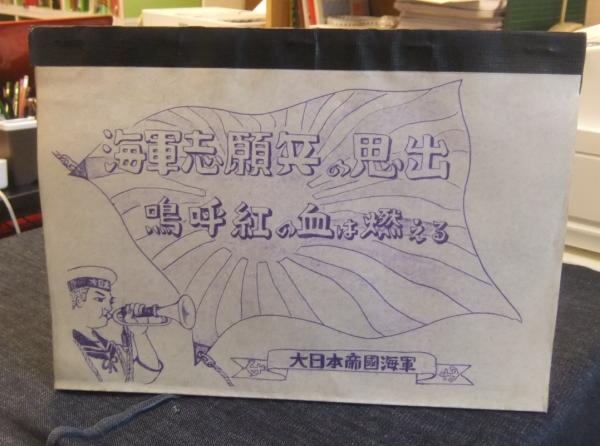 海軍志願兵の思出
嗚呼紅の血は燃える
大日本帝國海軍